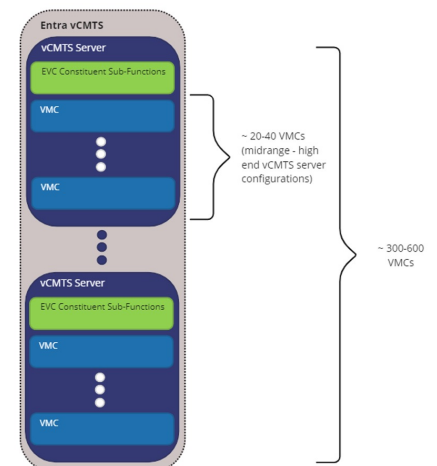 Entra vCMTS
vCMTS Server
EVC Constituent Sub-Functions
VMC
VMC
~ 20-40 VMCs
(midrange - high
end vCMTS server
configurations)
~ 300-600
VMCs
vCMTS Server
EVC Constituent Sub-Functions
VMC
VMC